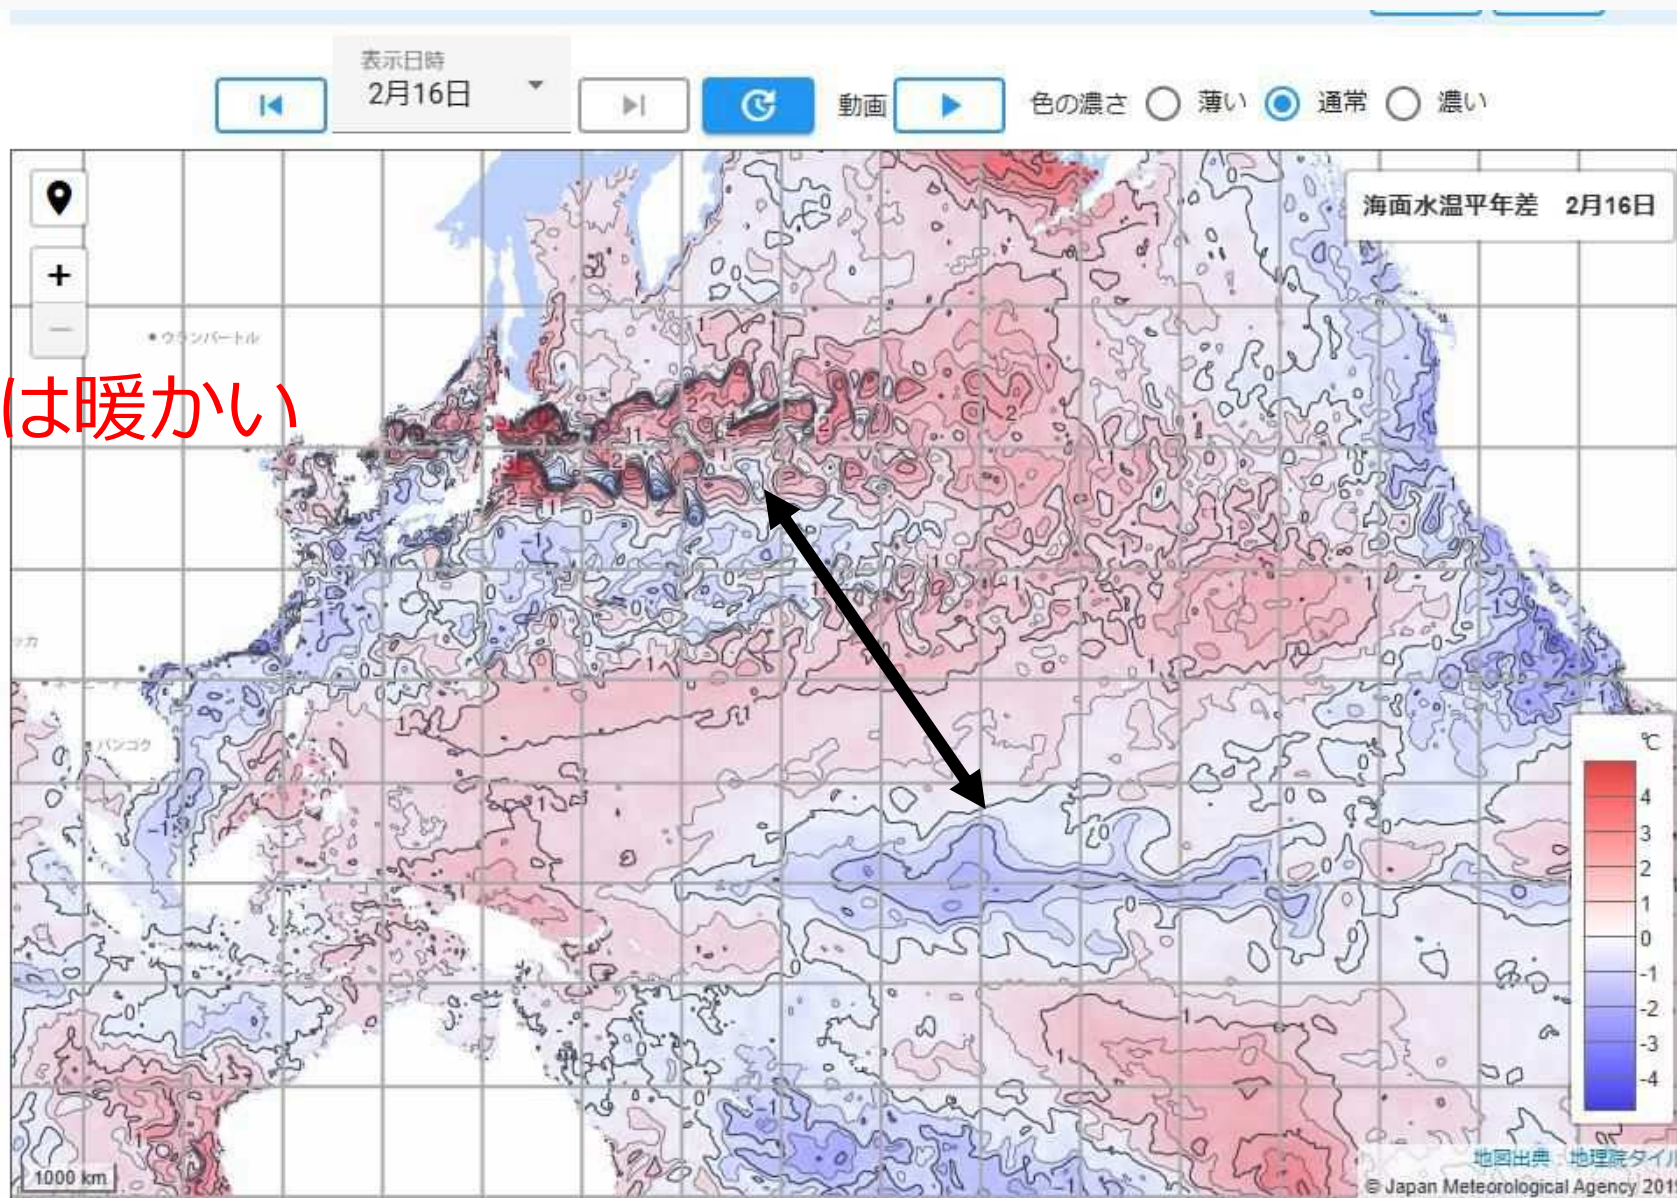 表示日時
2月16日
動画
色の濃さ 薄い 通常 濃い
海面水温平年差 2月16日
+
−
ウランバートル
は暖かい
ッカ
バンコク
℃
4
3
2
1
0
-1
-2
-3
-4
1000 km
地図出典：地理院タイル
© Japan Meteorological Agency 201